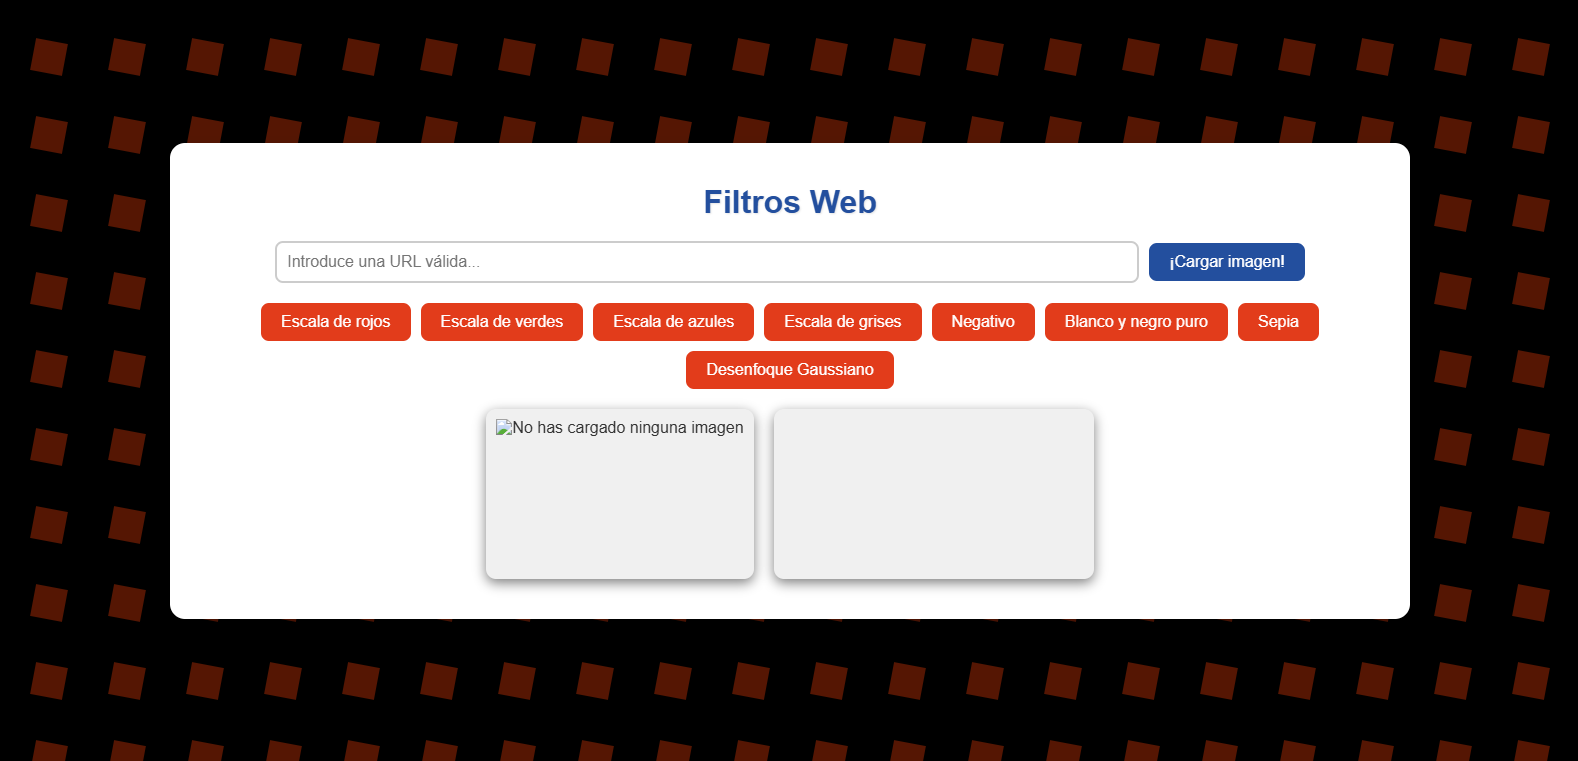 Filtros Web
Introduce una URL válida...
¡Cargar imagen!
Escala de rojos
Escala de verdes
Escala de azules
Escala de grises
Negativo
Blanco y negro puro
Sepia
Desenfoque Gaussiano
No has cargado ninguna imagen